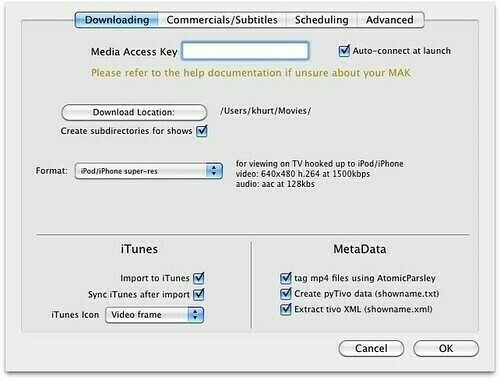 Downloading Commercials/Subtitles Scheduling Advanced
Media Access Key Auto-connect at launch
Please refer to the help documentation if unsure about your MAK
Download Location: /Users/khurt/Movies/
Create subdirectories for shows
Format: iPod/iPhone super-res for viewing on TV hooked up to iPod/iPhone
video: 640x480 h.264 at 1500kbps
audio: aac at 128kbs
iTunes
Import to iTunes
Sync iTunes after import
iTunes Icon Video frame
MetaData
tag mp4 files using AtomicParsley
Create pyTivo data (showname.txt)
Extract tivo XML (showname.xml)
Cancel OK